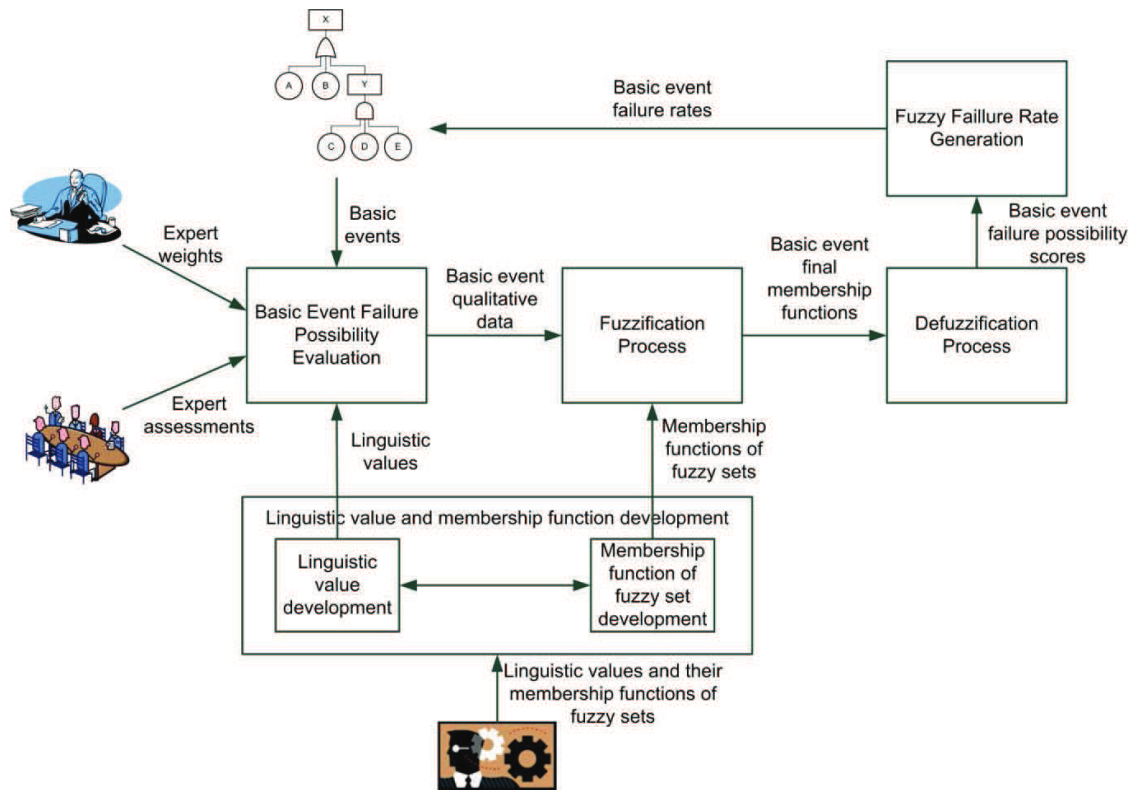 X
A
B
Y
C
D
E
Basic event
failure rates
Fuzzy Faillure Rate
Generation
Expert
weights
Basic
events
Basic event
failure possibility
scores
Basic Event Failure
Possibility
Evaluation
Basic event
qualitative
data
Fuzzification
Process
Basic event
final
membership
functions
Defuzzification
Process
Expert
assessments
Linguistic
values
Membership
functions of
fuzzy sets
Linguistic value and membership function development
Linguistic
value
development
Membership
function of
fuzzy set
development
Linguistic values and their
membership functions of
fuzzy sets